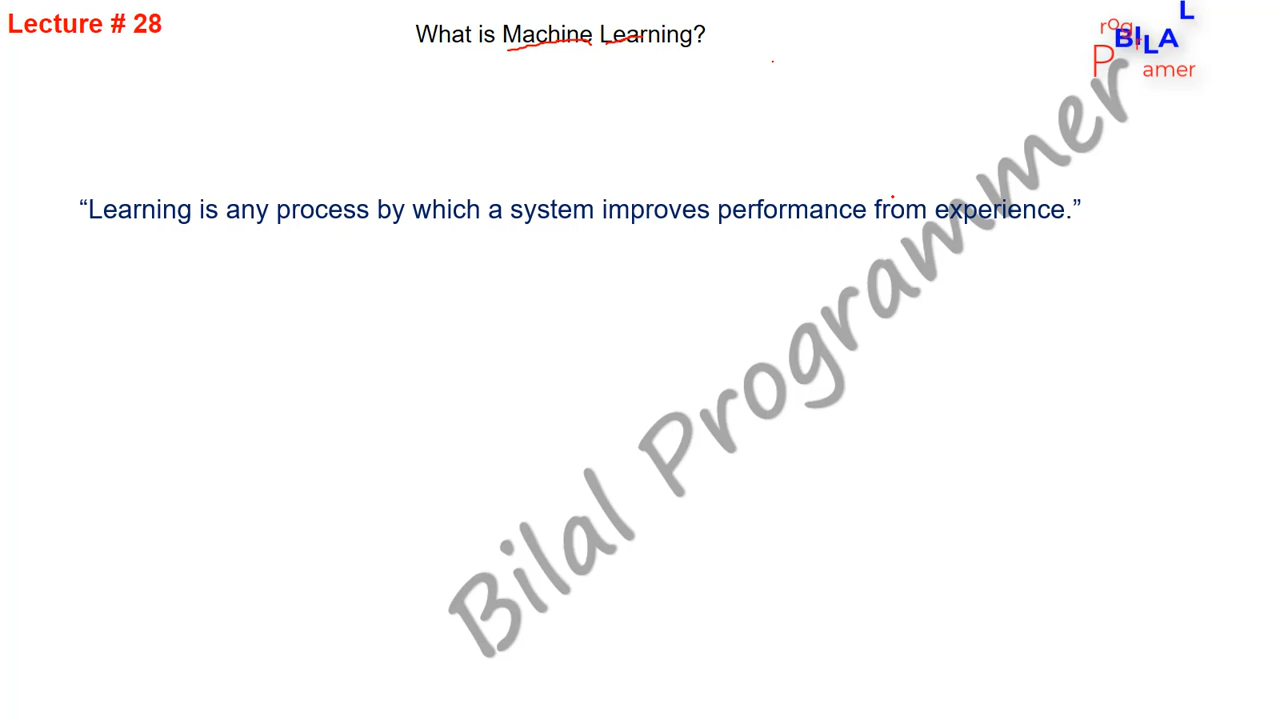 Lecture # 28
What is Machine Learning?
“Learning is any process by which a system improves performance from experience.”
Bilal Programmer
BILAL